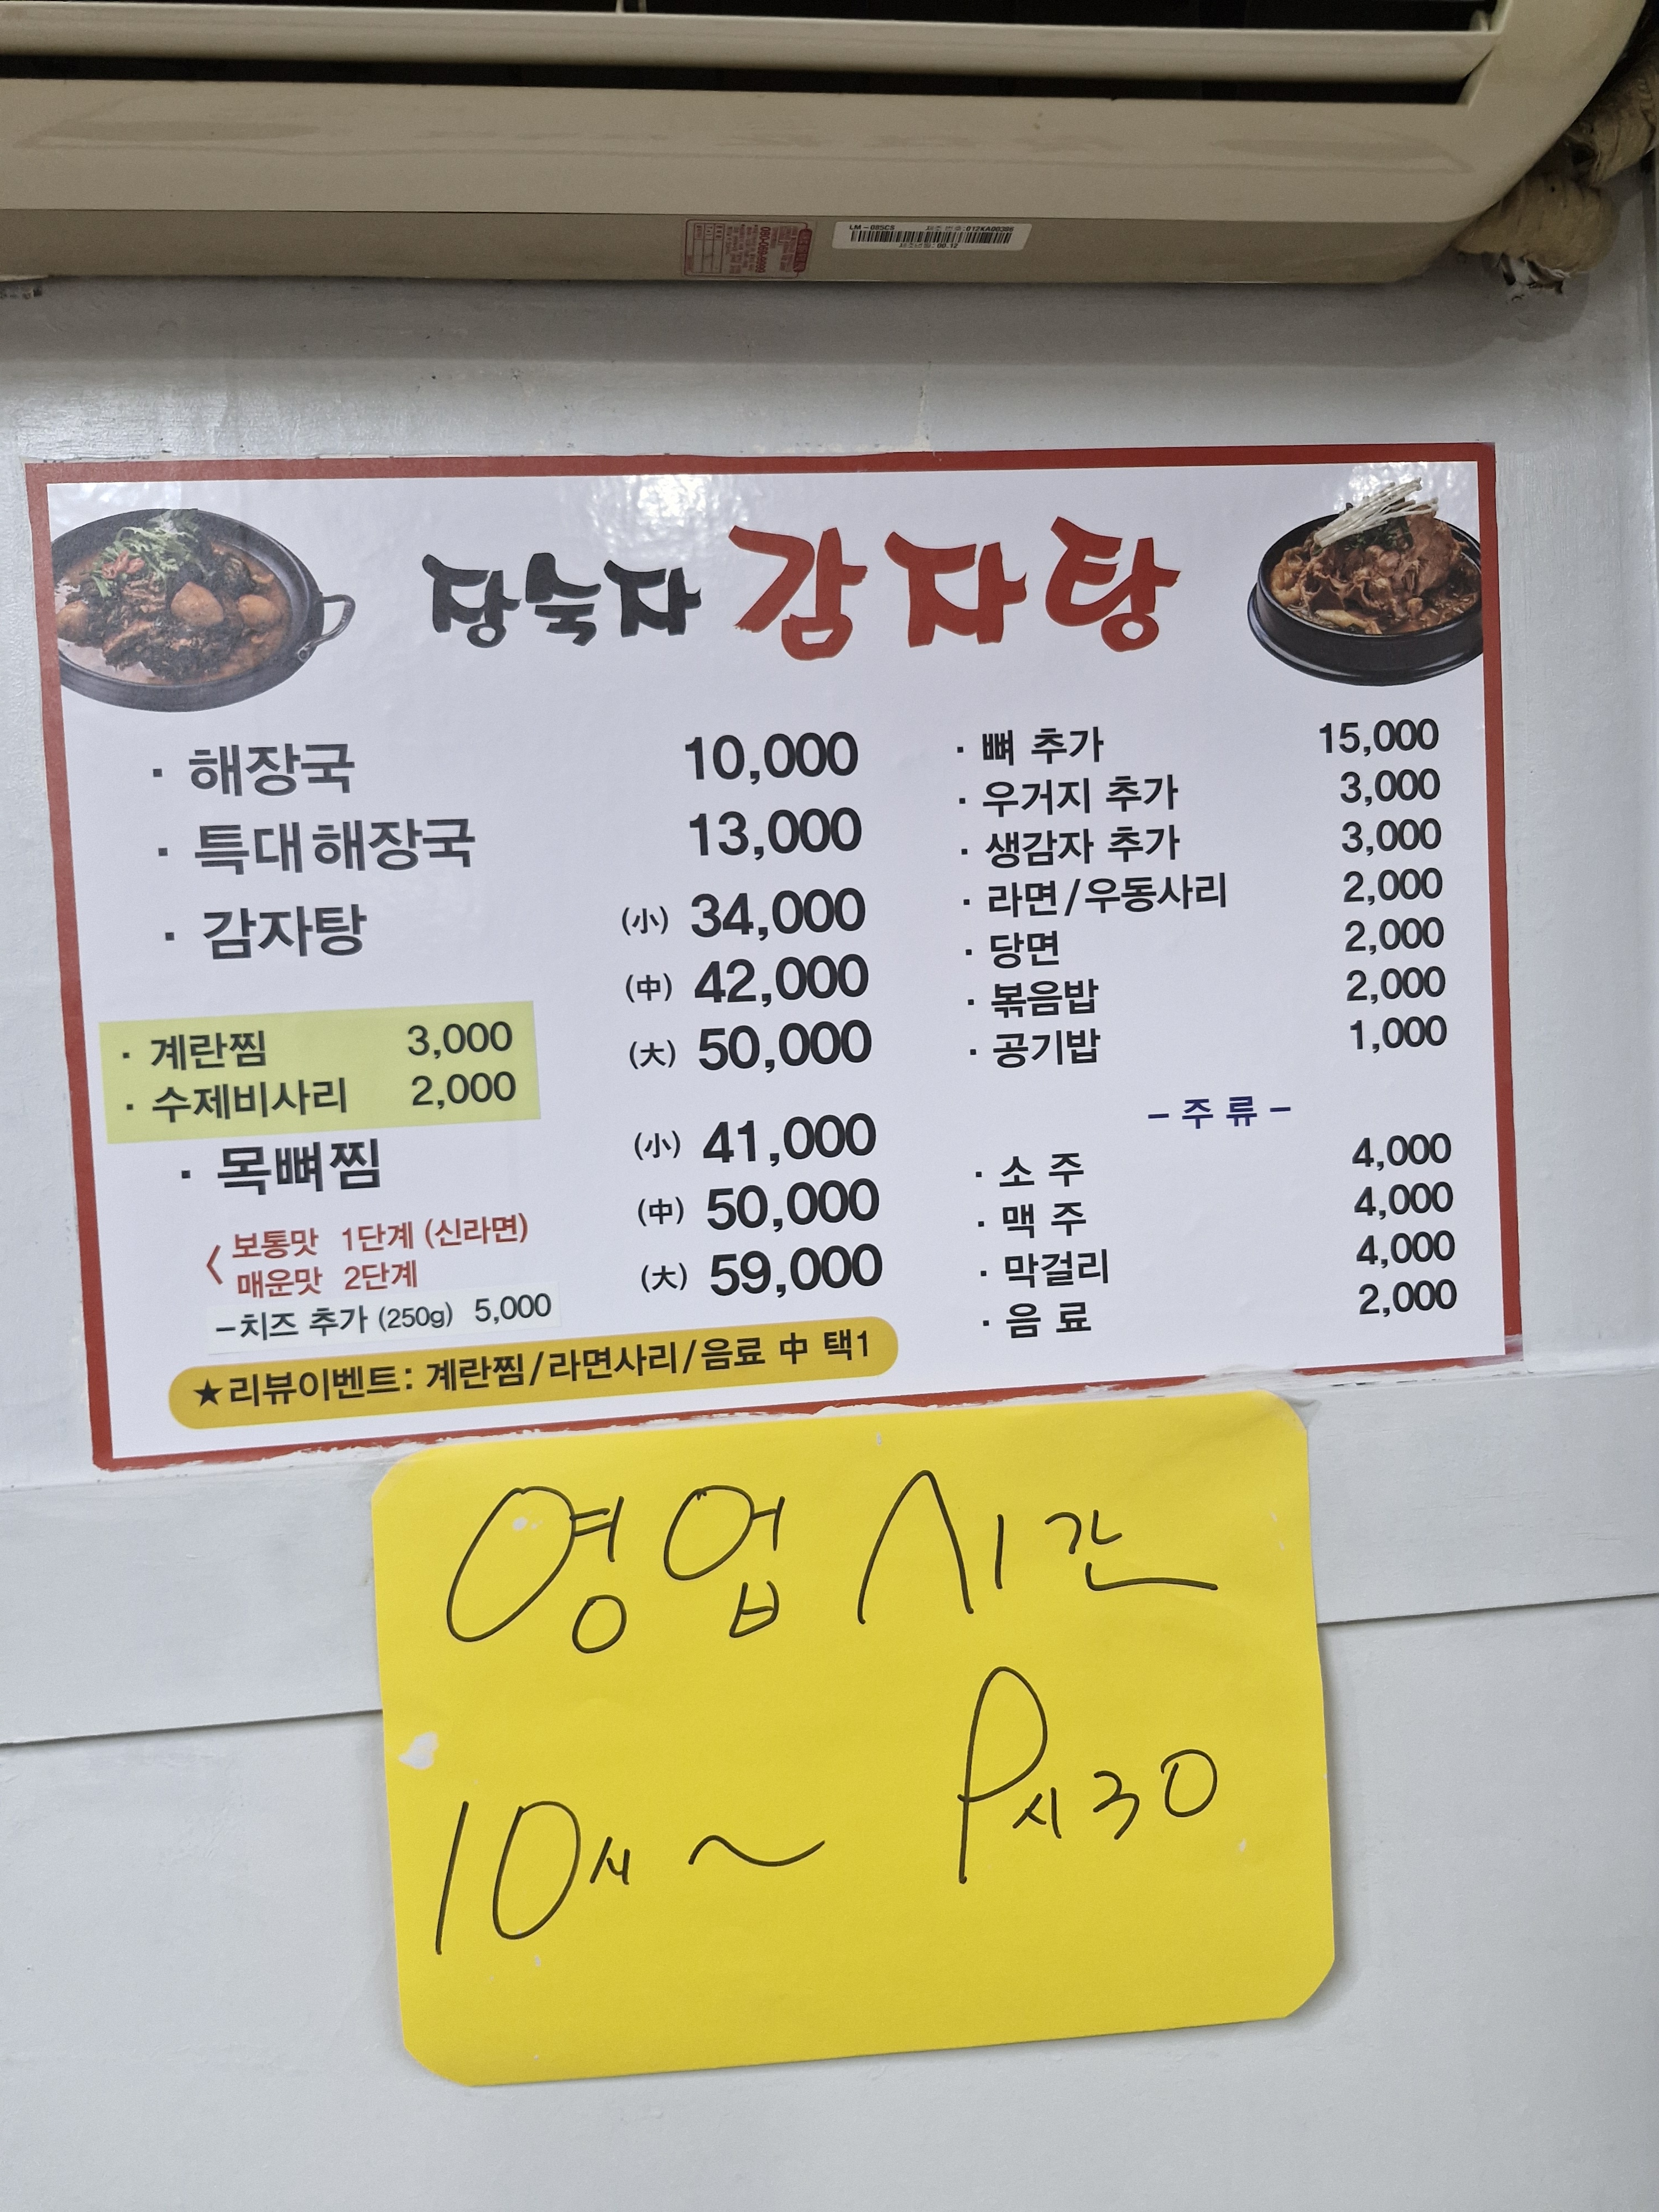 LM-085CS
장숙자 감자탕
· 해장국 10,000
· 특대해장국 13,000
· 감자탕 (小) 34,000
(中) 42,000
(大) 50,000
· 계란찜 3,000
· 수제비사리 2,000
· 목뼈찜 (小) 41,000
(中) 50,000
(大) 59,000
보통맛 1단계 (신라면)
매운맛 2단계
-치즈 추가 (250g) 5,000
★리뷰이벤트: 계란찜/라면사리/음료 中 택1
· 뼈 추가 15,000
· 우거지 추가 3,000
· 생감자 추가 3,000
· 라면/우동사리 2,000
· 당면 2,000
· 볶음밥 2,000
· 공기밥 1,000
- 주 류 -
· 소 주 4,000
· 맥 주 4,000
· 막걸리 4,000
· 음 료 2,000
영업시간
10시 ~ 시30